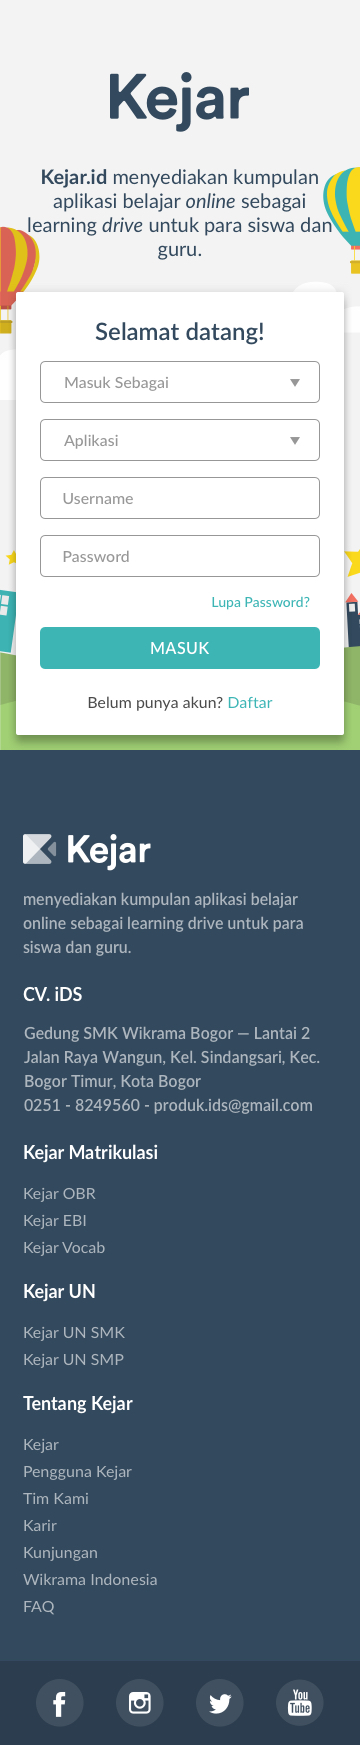 Kejar
Kejar.id menyediakan kumpulan
aplikasi belajar online sebagai
learning drive untuk para siswa dan
guru.
Selamat datang!
Masuk Sebagai
Aplikasi
Username
Password
Lupa Password?
MASUK
Belum punya akun? Daftar
Kejar
menyediakan kumpulan aplikasi belajar
online sebagai learning drive untuk para
siswa dan guru.
CV. iDS
Gedung SMK Wikrama Bogor — Lantai 2
Jalan Raya Wangun, Kel. Sindangsari, Kec.
Bogor Timur, Kota Bogor
0251 - 8249560 - produk.ids@gmail.com
Kejar Matrikulasi
Kejar OBR
Kejar EBI
Kejar Vocab
Kejar UN
Kejar UN SMK
Kejar UN SMP
Tentang Kejar
Kejar
Pengguna Kejar
Tim Kami
Karir
Kunjungan
Wikrama Indonesia
FAQ
You
Tube